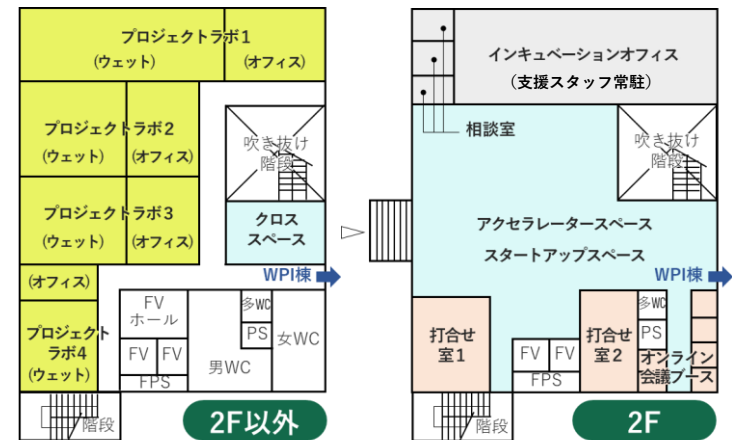 プロジェクトラボ1
(ウェット)
(オフィス)
プロジェクトラボ2
(ウェット)
(オフィス)
吹き抜け
階段
プロジェクトラボ3
(ウェット)
(オフィス)
クロス
スペース
WPI棟
(オフィス)
プロジェクト
ラボ4
(ウェット)
FV
ホール
多WC
PS
女WC
FV
FV
男WC
FPS
階段
2F以外
インキュベーションオフィス
(支援スタッフ常駐)
相談室
吹き抜け
階段
アクセラレータースペース
スタートアップスペース
WPI棟
打合せ
室1
打合せ
室2
多WC
PS
FV
FV
FPS
オンライン
会議ブース
階段
2F